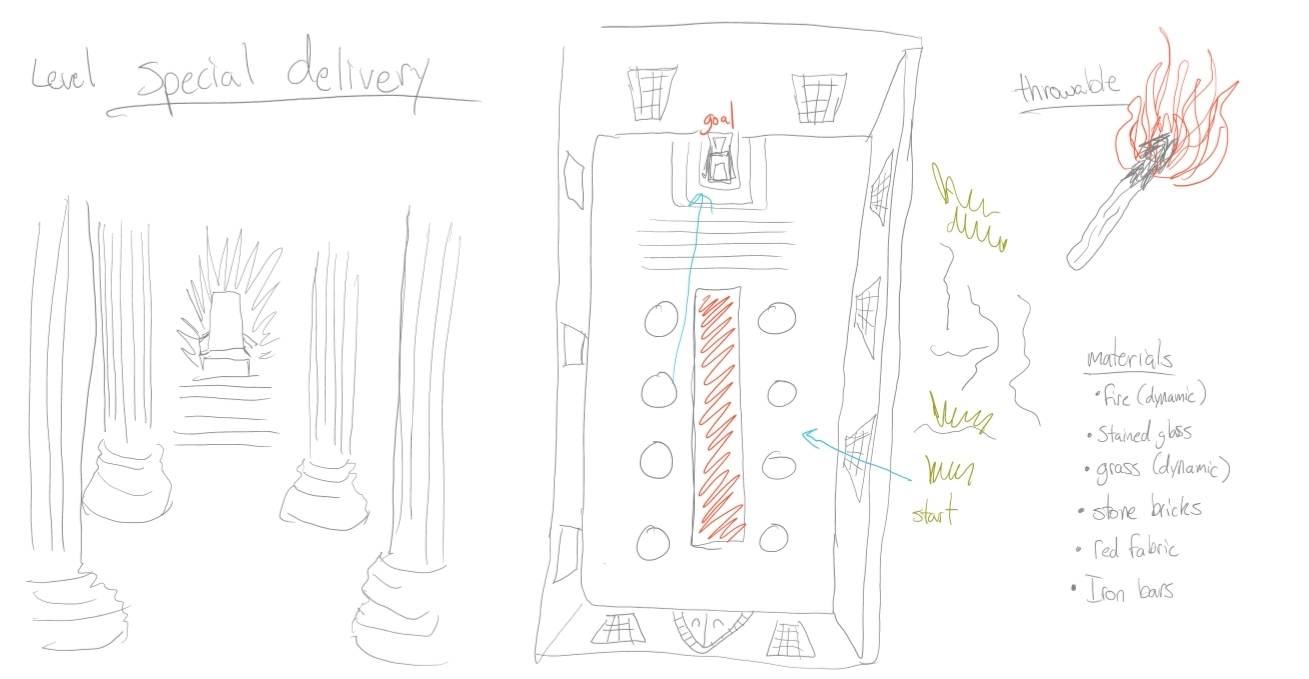 Level Special delivery
goal
start
throwable
Materials
• fire (dynamic)
• Stained glass
• grass (dynamic)
• stone bricks
• red fabric
• Iron bars